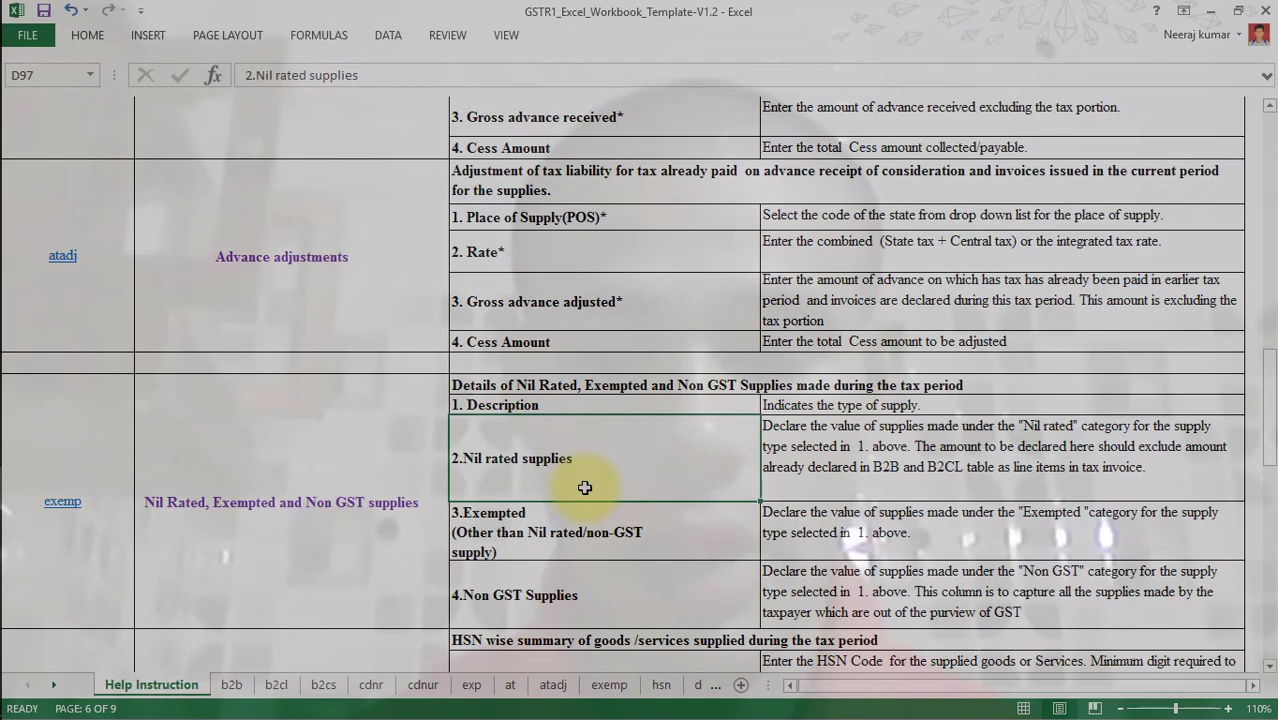 GSTR1_Excel_Workbook_Template-V1.2 - Excel
FILE HOME INSERT PAGE LAYOUT FORMULAS DATA REVIEW VIEW Neeraj kumar
D97 fx 2.Nil rated supplies
3. Gross advance received*
Enter the amount of advance received excluding the tax portion.
4. Cess Amount
Enter the total Cess amount collected/payable.
atadj
Advance adjustments
Adjustment of tax liability for tax already paid on advance receipt of consideration and invoices issued in the current period
for the supplies.
1. Place of Supply(POS)*
Select the code of the state from drop down list for the place of supply.
2. Rate*
Enter the combined (State tax + Central tax) or the integrated tax rate.
3. Gross advance adjusted*
Enter the amount of advance on which has tax has already been paid in earlier tax
period and invoices are declared during this tax period. This amount is excluding the
tax portion
4. Cess Amount
Enter the total Cess amount to be adjusted
exemp
Nil Rated, Exempted and Non GST supplies
Details of Nil Rated, Exempted and Non GST Supplies made during the tax period
1. Description
Indicates the type of supply.
2.Nil rated supplies
Declare the value of supplies made under the "Nil rated" category for the supply
type selected in 1. above. The amount to be declared here should exclude amount
already declared in B2B and B2CL table as line items in tax invoice.
3.Exempted
(Other than Nil rated/non-GST
supply)
Declare the value of supplies made under the "Exempted "category for the supply
type selected in 1. above.
4.Non GST Supplies
Declare the value of supplies made under the "Non GST" category for the supply
type selected in 1. above. This column is to capture all the supplies made by the
taxpayer which are out of the purview of GST
HSN wise summary of goods /services supplied during the tax period
Enter the HSN Code for the supplied goods or Services. Minimum digit required to
Help Instruction b2b b2cl b2cs cdnr cdnur exp at atadj exemp hsn d ...
READY PAGE: 6 OF 9 110%